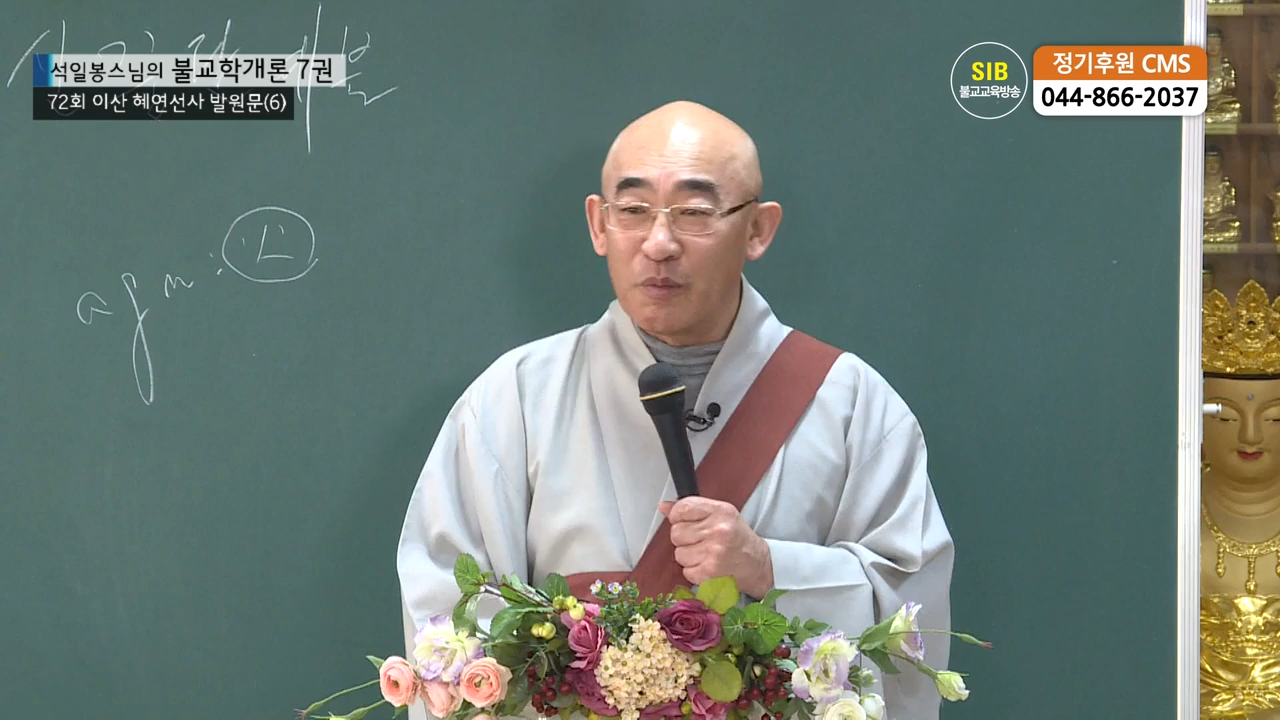 석일봉스님의 불교학개론 7권
72회 이산 혜연선사 발원문(6)
SIB
불교교육방송
정기후원 CMS
044-866-2037